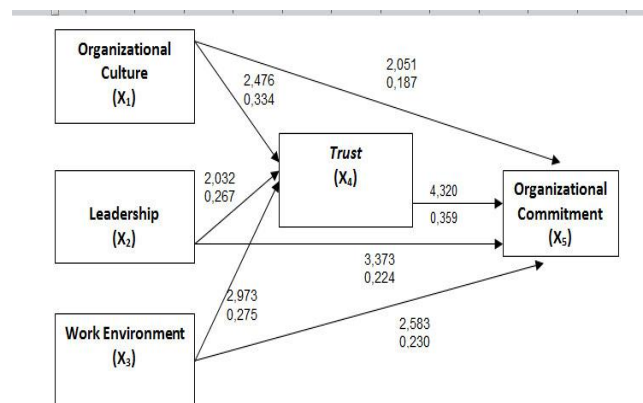 Organizational
Culture
(X₁)
2,051
0,187
2,476
0,334
Trust
(X₄)
2,032
0,267
4,320
0,359
Organizational
Commitment
(X₅)
Leadership
(X₂)
3,373
0,224
2,973
0,275
Work Environment
(X₃)
2,583
0,230